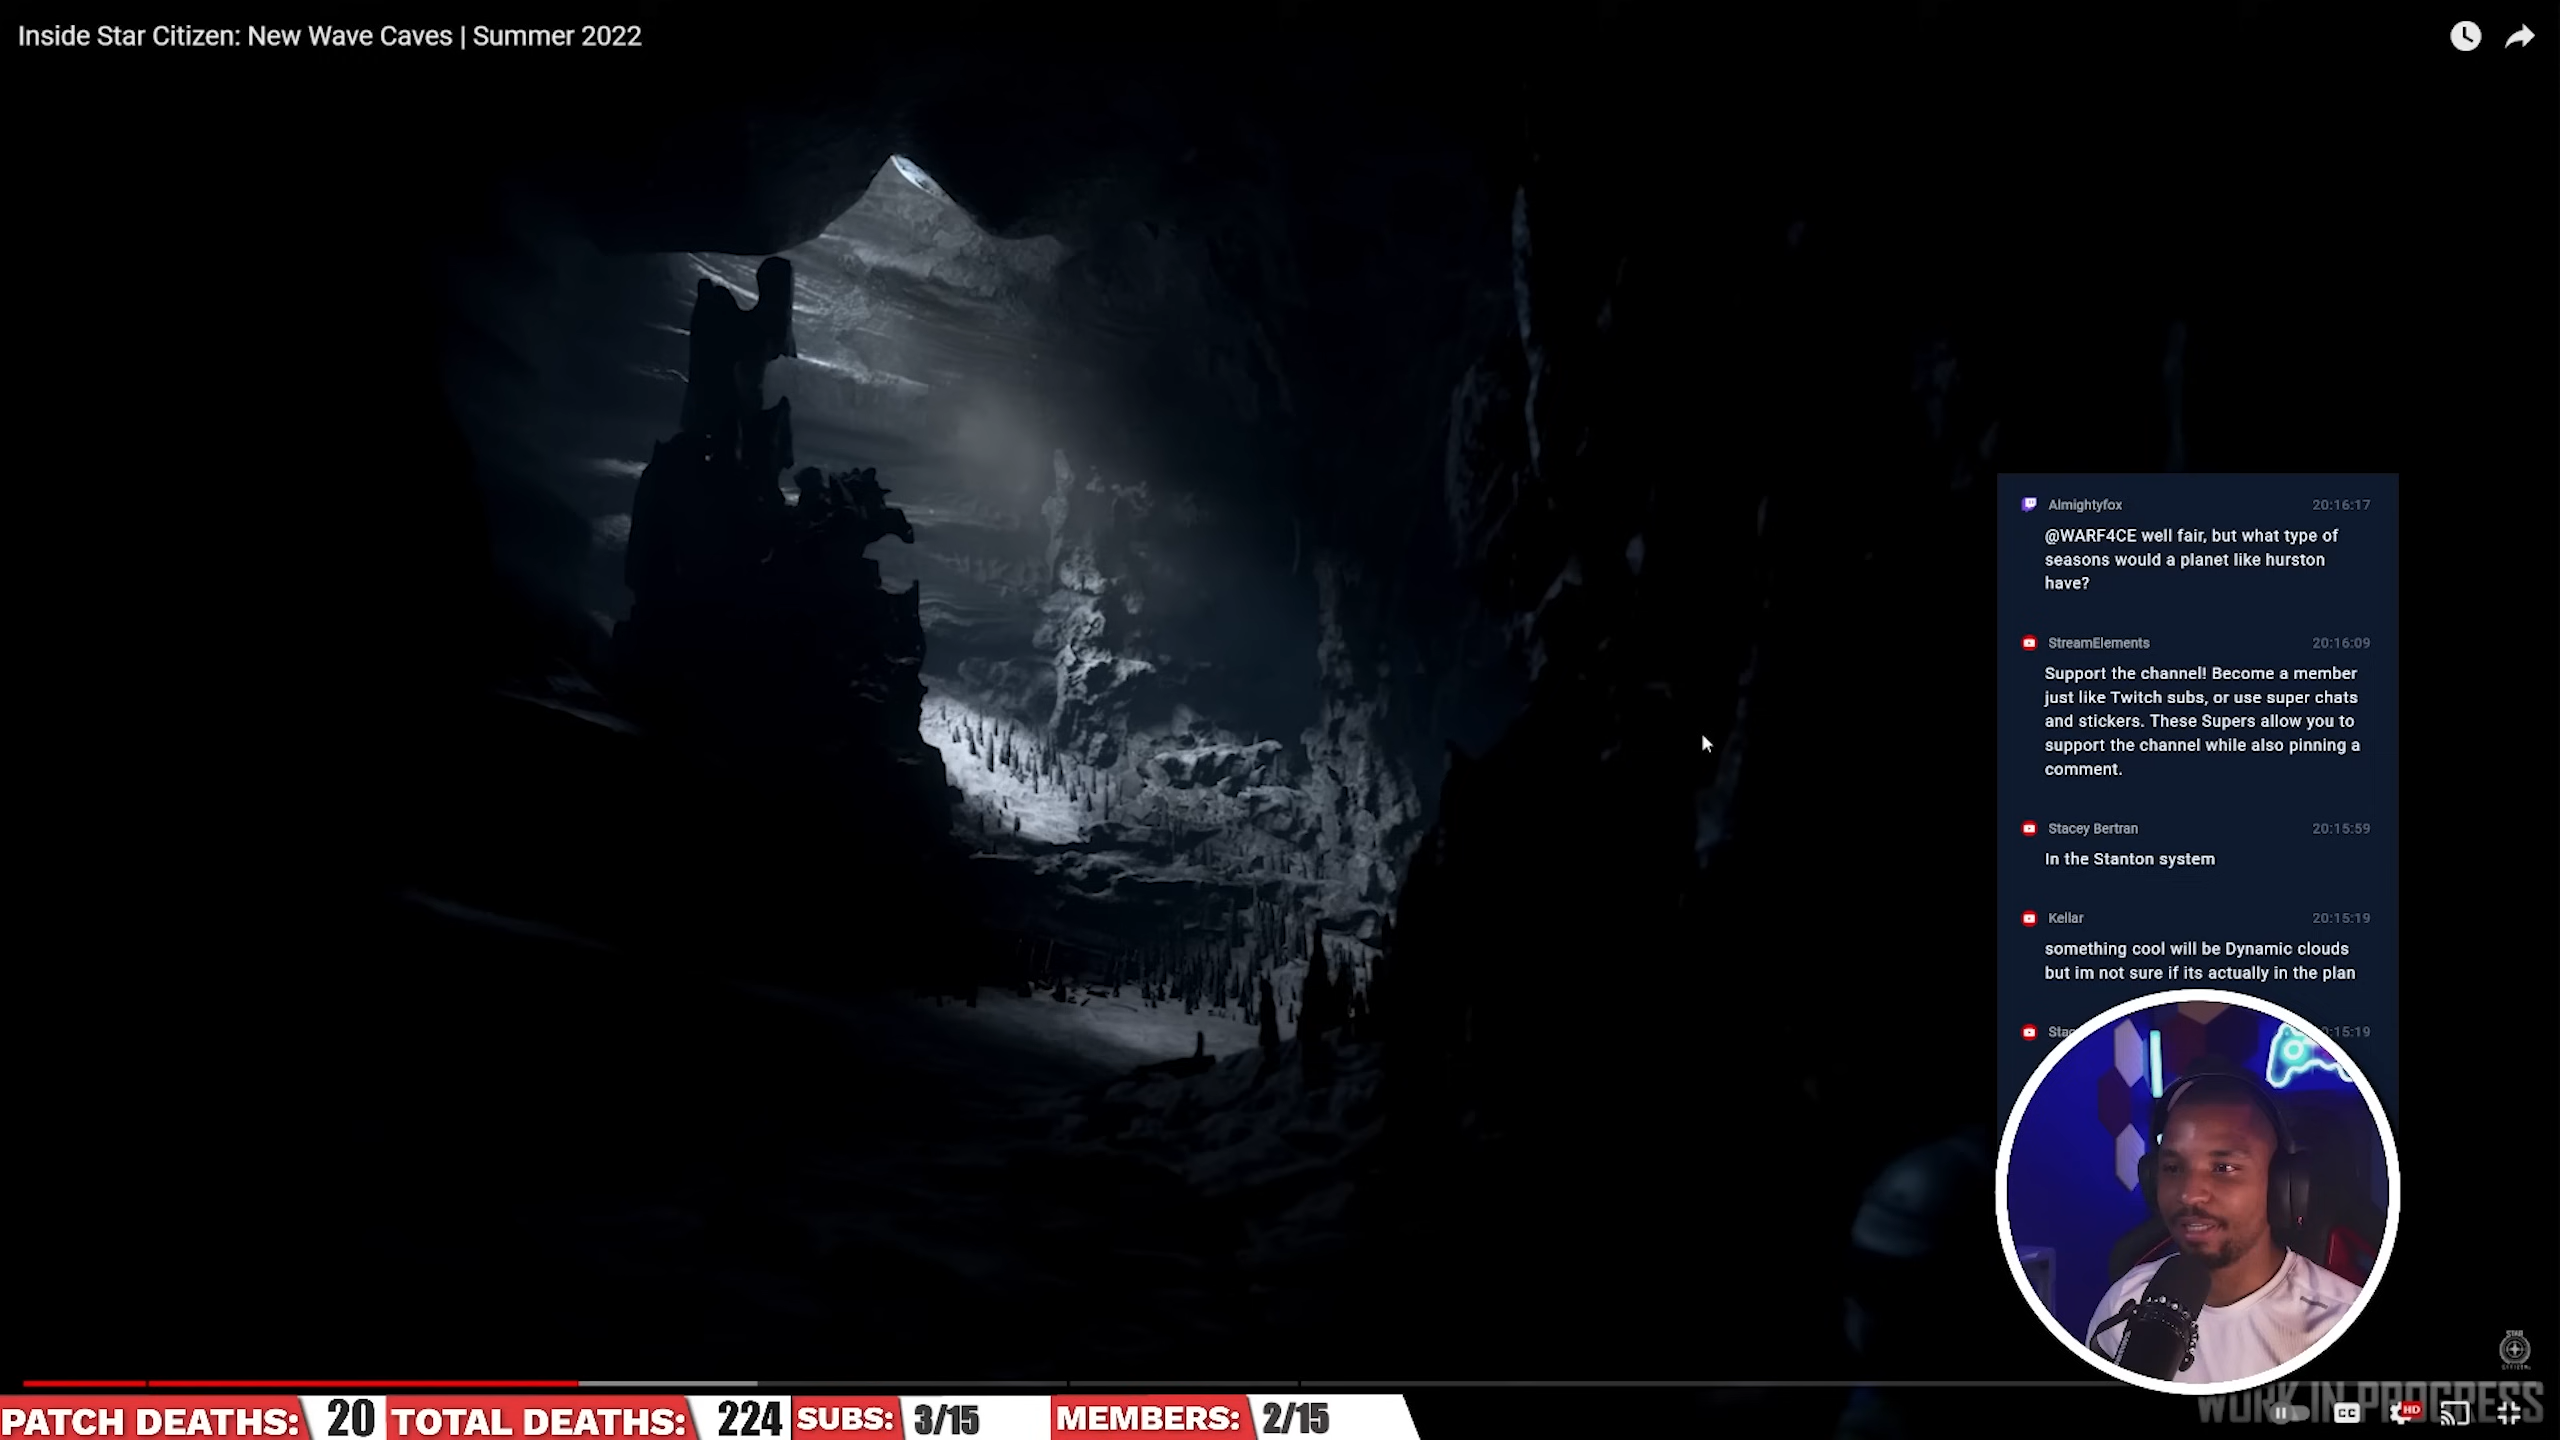 Inside Star Citizen: New Wave Caves | Summer 2022
Almightyfox 20:16:17
@WARF4CE well fair, but what type of
seasons would a planet like hurston
have?
StreamElements 20:16:09
Support the channel! Become a member
just like Twitch subs, or use super chats
and stickers. These Supers allow you to
support the channel while also pinning a
comment.
Stacey Bertran 20:15:59
In the Stanton system
Kellar 20:15:19
something cool will be Dynamic clouds
but im not sure if its actually in the plan
:15:19
STAR
WORK IN PROGRESS
CC HD
PATCH DEATHS: 20 TOTAL DEATHS: 224 SUBS: 3/15 MEMBERS: 2/15